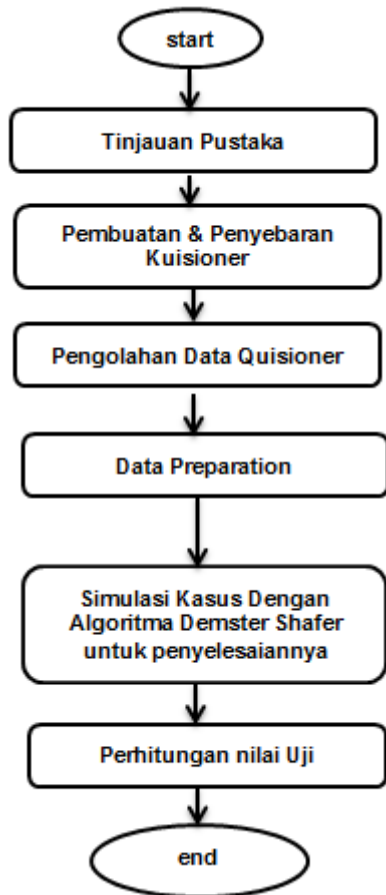 start
Tinjauan Pustaka
Pembuatan & Penyebaran
Kuisioner
Pengolahan Data Quisioner
Data Preparation
Simulasi Kasus Dengan
Algoritma Demster Shafer
untuk penyelesaiannya
Perhitungan nilai Uji
end